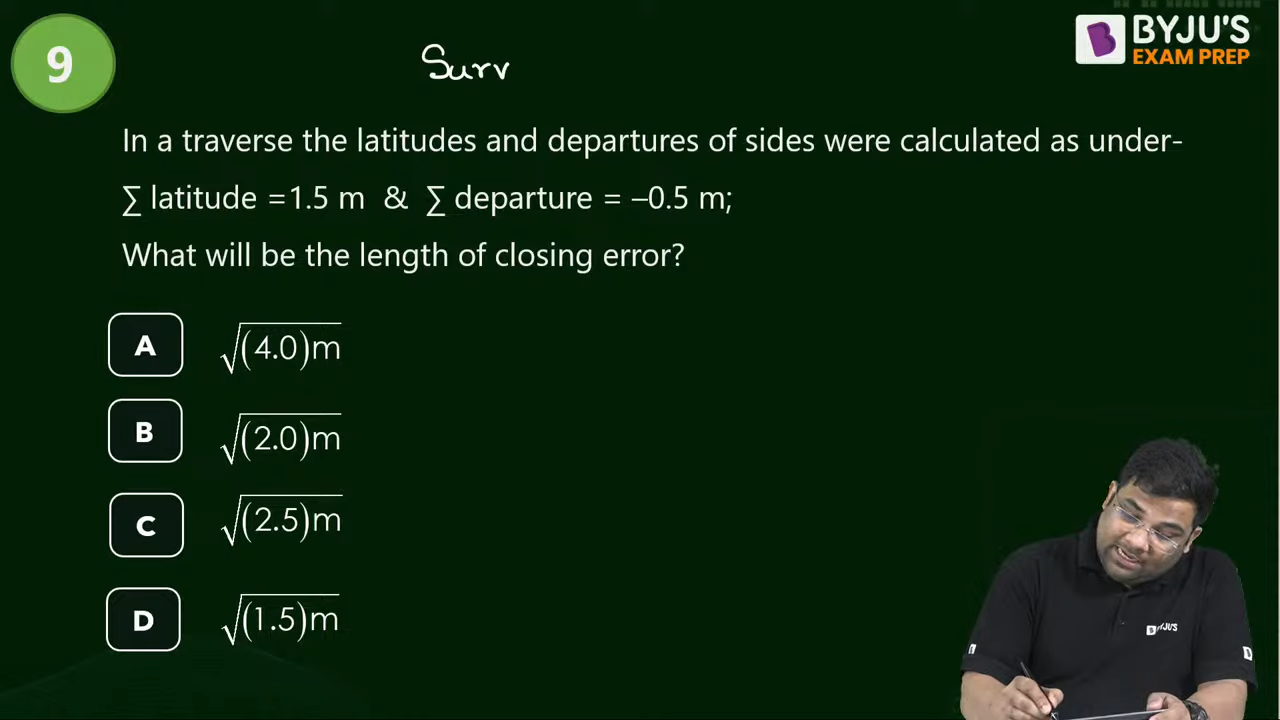 9
Surv
BYJU'S
EXAM PREP
In a traverse the latitudes and departures of sides were calculated as under-
∑ latitude =1.5 m & ∑ departure = –0.5 m;
What will be the length of closing error?
A √(4.0)m
B √(2.0)m
C √(2.5)m
D √(1.5)m
BYJU'S